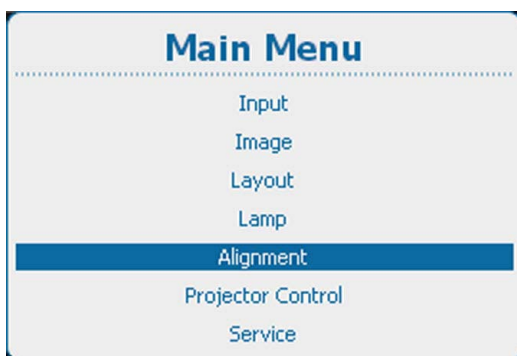 Main Menu
Input
Image
Layout
Lamp
Alignment
Projector Control
Service